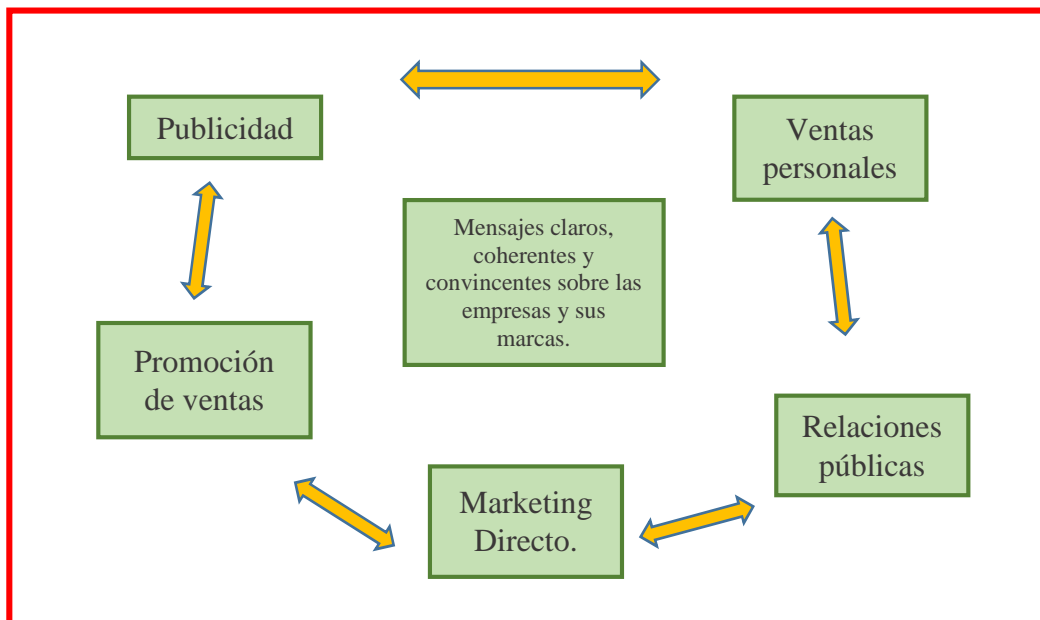 Publicidad
Ventas
personales
Mensajes claros,
coherentes y
convincentes sobre las
empresas y sus
marcas.
Promoción
de ventas
Relaciones
públicas
Marketing
Directo.